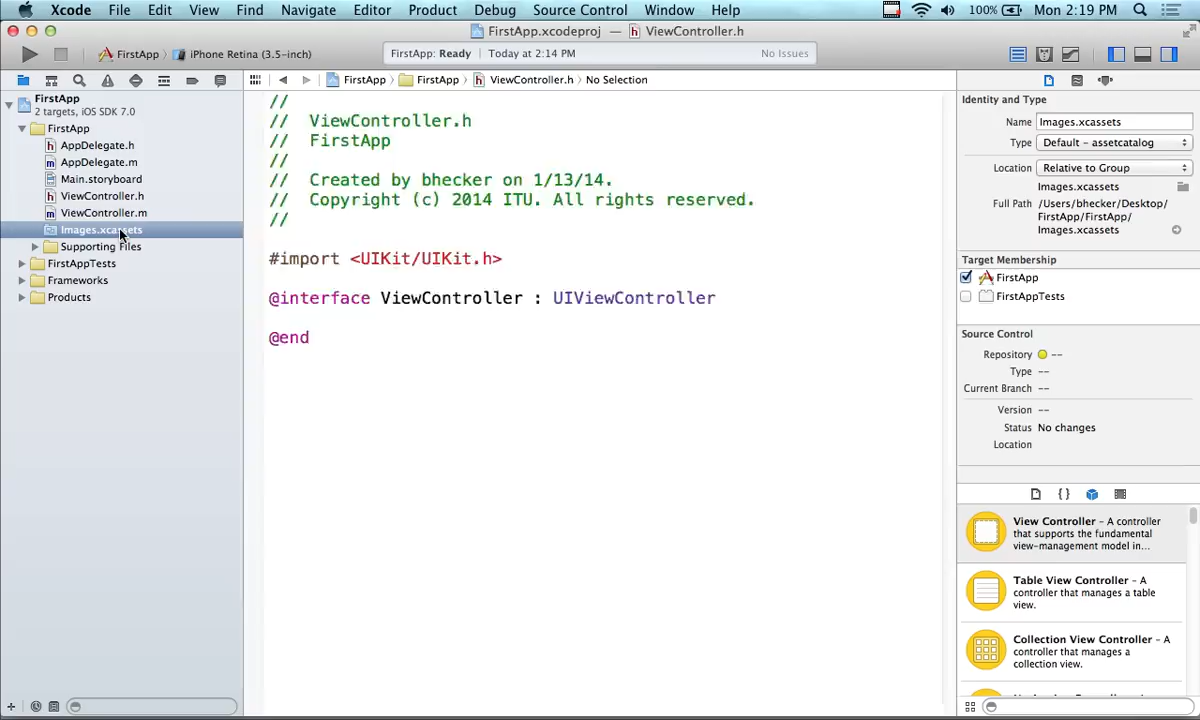 Xcode File Edit View Find Navigate Editor Product Debug Source Control Window Help 100% Mon 2:19 PM
FirstApp.xcodeproj — ViewController.h
FirstApp iPhone Retina (3.5-inch)
FirstApp: Ready Today at 2:14 PM No Issues
FirstApp FirstApp ViewController.h No Selection
FirstApp
2 targets, iOS SDK 7.0
FirstApp
AppDelegate.h
AppDelegate.m
Main.storyboard
ViewController.h
ViewController.m
Images.xcassets
Supporting Files
FirstAppTests
Frameworks
Products
//
// ViewController.h
// FirstApp
//
// Created by bhecker on 1/13/14.
// Copyright (c) 2014 ITU. All rights reserved.
//
#import <UIKit/UIKit.h>
@interface ViewController : UIViewController
@end
Identity and Type
Name Images.xcassets
Type Default - assetcatalog
Location Relative to Group
Images.xcassets
Full Path /Users/bhecker/Desktop/
FirstApp/FirstApp/
Images.xcassets
Target Membership
FirstApp
FirstAppTests
Source Control
Repository --
Type --
Current Branch --
Version --
Status No changes
Location
{ }
View Controller - A controller
that supports the fundamental
view-management model in...
Table View Controller - A
controller that manages a table
view.
Collection View Controller - A
controller that manages a
collection view.